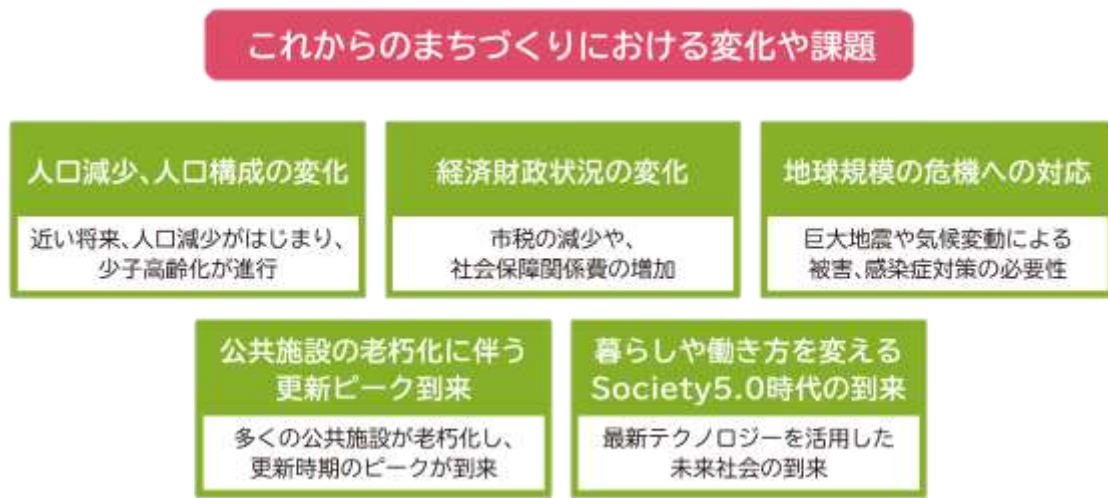 これからのまちづくりにおける変化や課題
人口減少、人口構成の変化
近い将来、人口減少がはじまり、
少子高齢化が進行
経済財政状況の変化
市税の減少や、
社会保障関係費の増加
地球規模の危機への対応
巨大地震や気候変動による
被害、感染症対策の必要性
公共施設の老朽化に伴う
更新ピーク到来
多くの公共施設が老朽化し、
更新時期のピークが到来
暮らしや働き方を変える
Society5.0時代の到来
最新テクノロジーを活用した
未来社会の到来